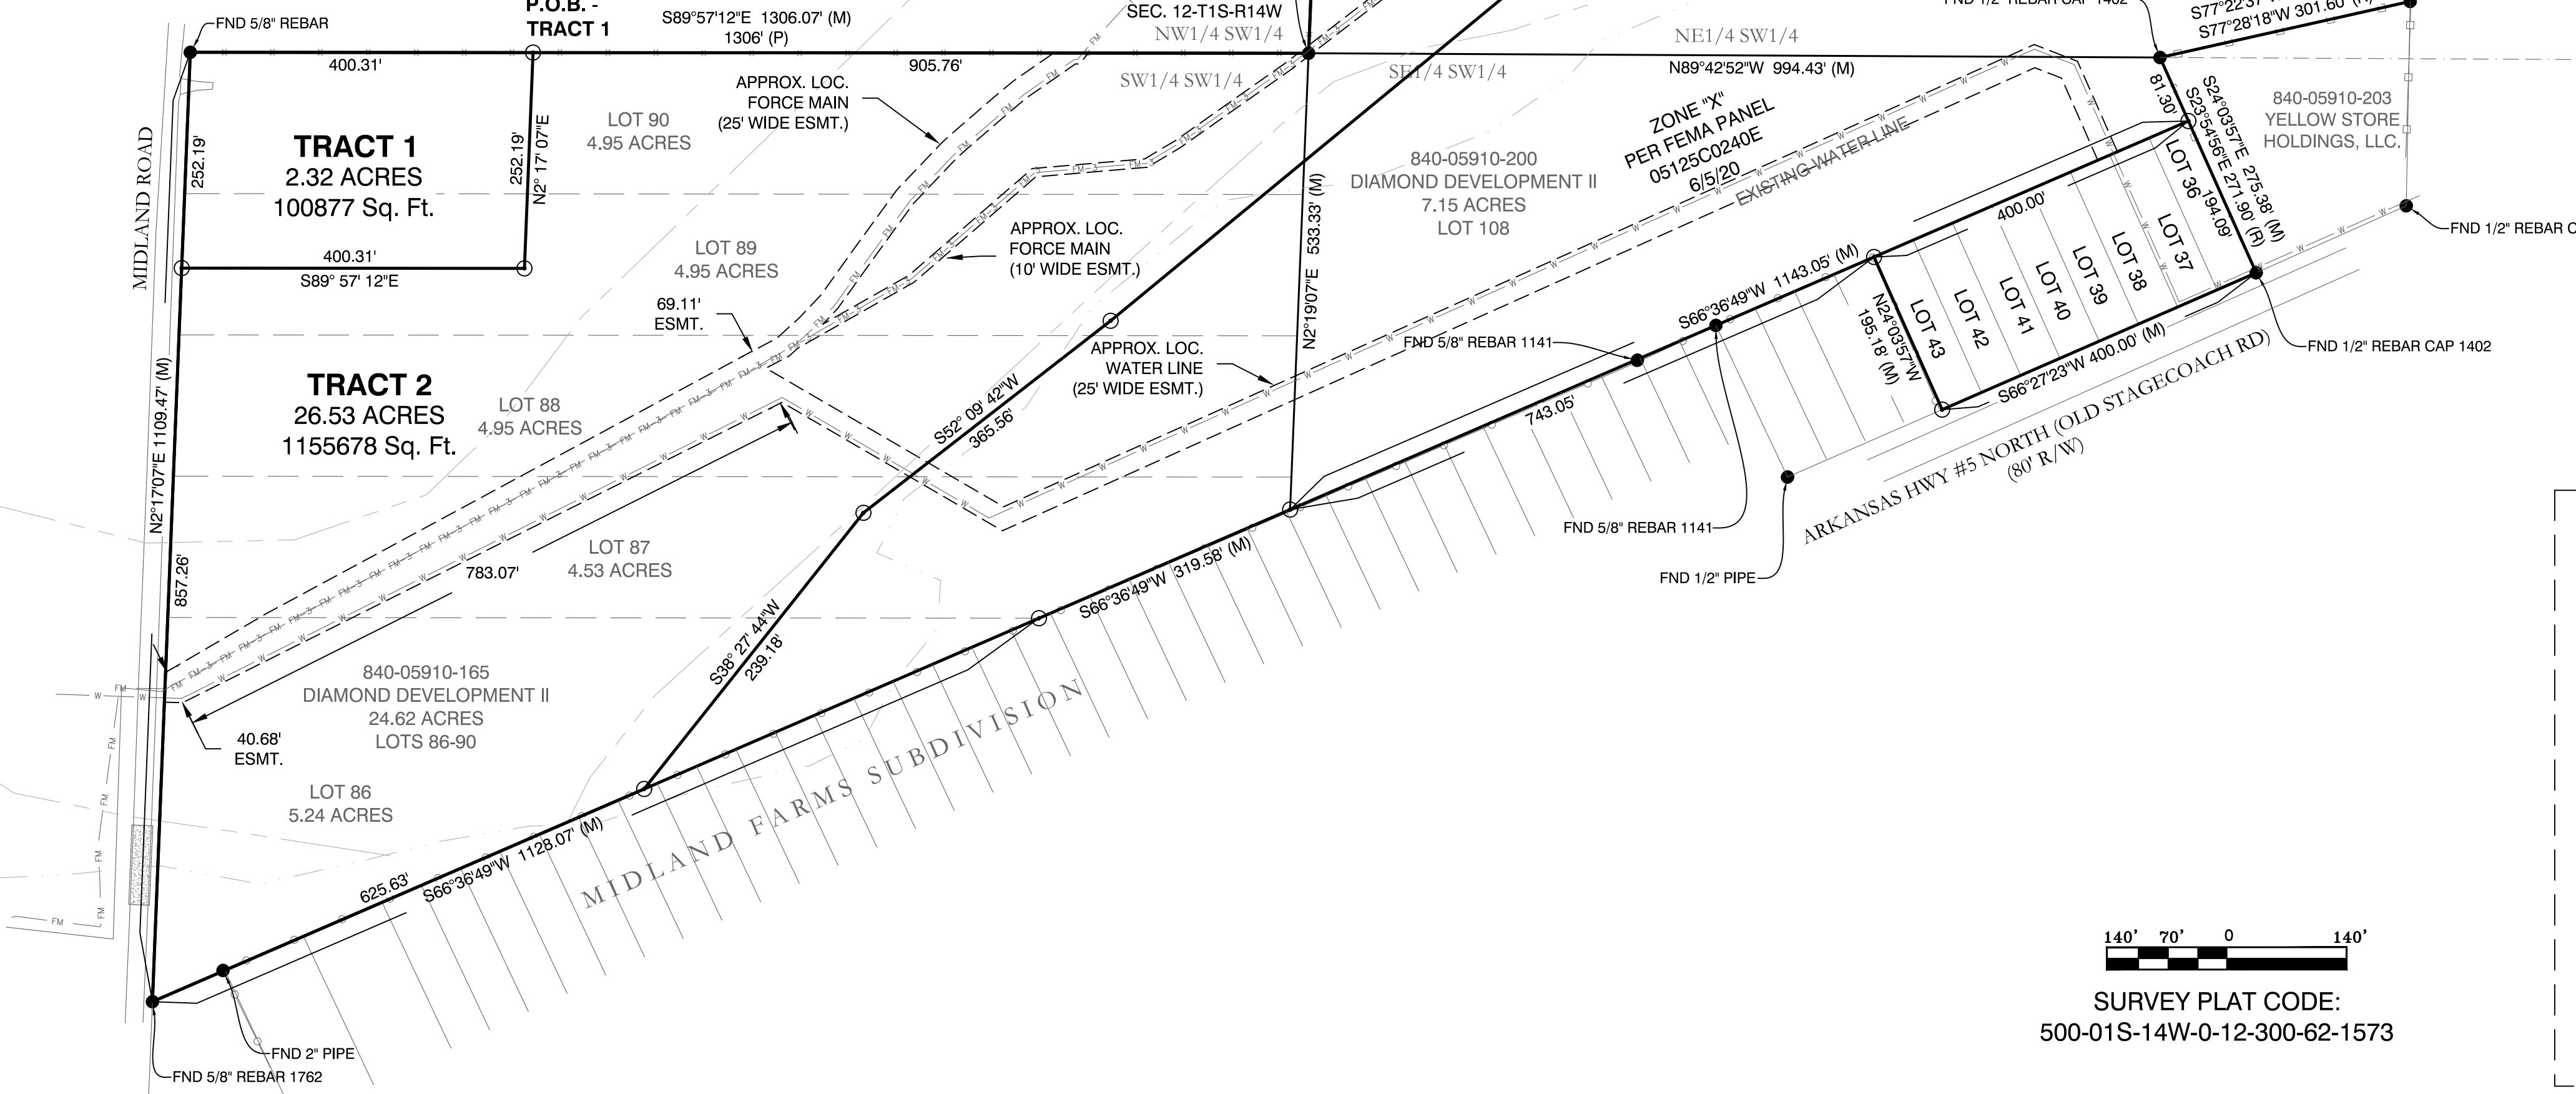 FND 5/8" REBAR
P.O.B. -
TRACT 1
S89°57'12"E 1306.07' (M)
1306' (P)
SEC. 12-T1S-R14W
NW1/4 SW1/4
NE1/4 SW1/4
S77°28'18"W 301.60'
400.31'
905.76'
SW1/4 SW1/4
SE1/4 SW1/4
N89°42'52"W 994.43' (M)
81.30'
S24°03'57"E 275.38' (M)
S23°54'56"E 271.90' (R)
194.09'
840-05910-203
YELLOW STORE
HOLDINGS, LLC.
MIDLAND ROAD
252.19'
TRACT 1
2.32 ACRES
100877 Sq. Ft.
252.19'
N2° 17' 07"E
LOT 90
4.95 ACRES
APPROX. LOC.
FORCE MAIN
(25' WIDE ESMT.)
840-05910-200
DIAMOND DEVELOPMENT II
7.15 ACRES
LOT 108
ZONE "X"
PER FEMA PANEL
05125C0240E
6/5/20
EXISTING WATER LINE
400.31'
S89° 57' 12"E
LOT 89
4.95 ACRES
APPROX. LOC.
FORCE MAIN
(10' WIDE ESMT.)
N2°19'07"E 533.33' (M)
400.00'
LOT 36
LOT 37
LOT 38
LOT 39
LOT 40
LOT 41
LOT 42
LOT 43
FND 1/2" REBAR C
69.11'
ESMT.
S66°36'49"W 1143.05' (M)
N24°03'57"W
195.18' (M)
S66°27'23"W 400.00' (M)
FND 1/2" REBAR CAP 1402
FND 5/8" REBAR 1141
APPROX. LOC.
WATER LINE
(25' WIDE ESMT.)
TRACT 2
26.53 ACRES
1155678 Sq. Ft.
LOT 88
4.95 ACRES
S52° 09' 42"W
365.56'
743.05'
ARKANSAS HWY #5 NORTH (OLD STAGECOACH RD)
(80' R/W)
N2°17'07"E 1109.47' (M)
857.26'
FND 5/8" REBAR 1141
FND 1/2" PIPE
LOT 87
4.53 ACRES
783.07'
S66°36'49"W 319.58' (M)
S38° 27' 44"W
239.18'
840-05910-165
DIAMOND DEVELOPMENT II
24.62 ACRES
LOTS 86-90
40.68'
ESMT.
LOT 86
5.24 ACRES
MIDLAND FARMS SUBDIVISION
625.63'
S66°36'49"W 1128.07' (M)
FND 2" PIPE
FND 5/8" REBAR 1762
140' 70' 0 140'
SURVEY PLAT CODE:
500-01S-14W-0-12-300-62-1573